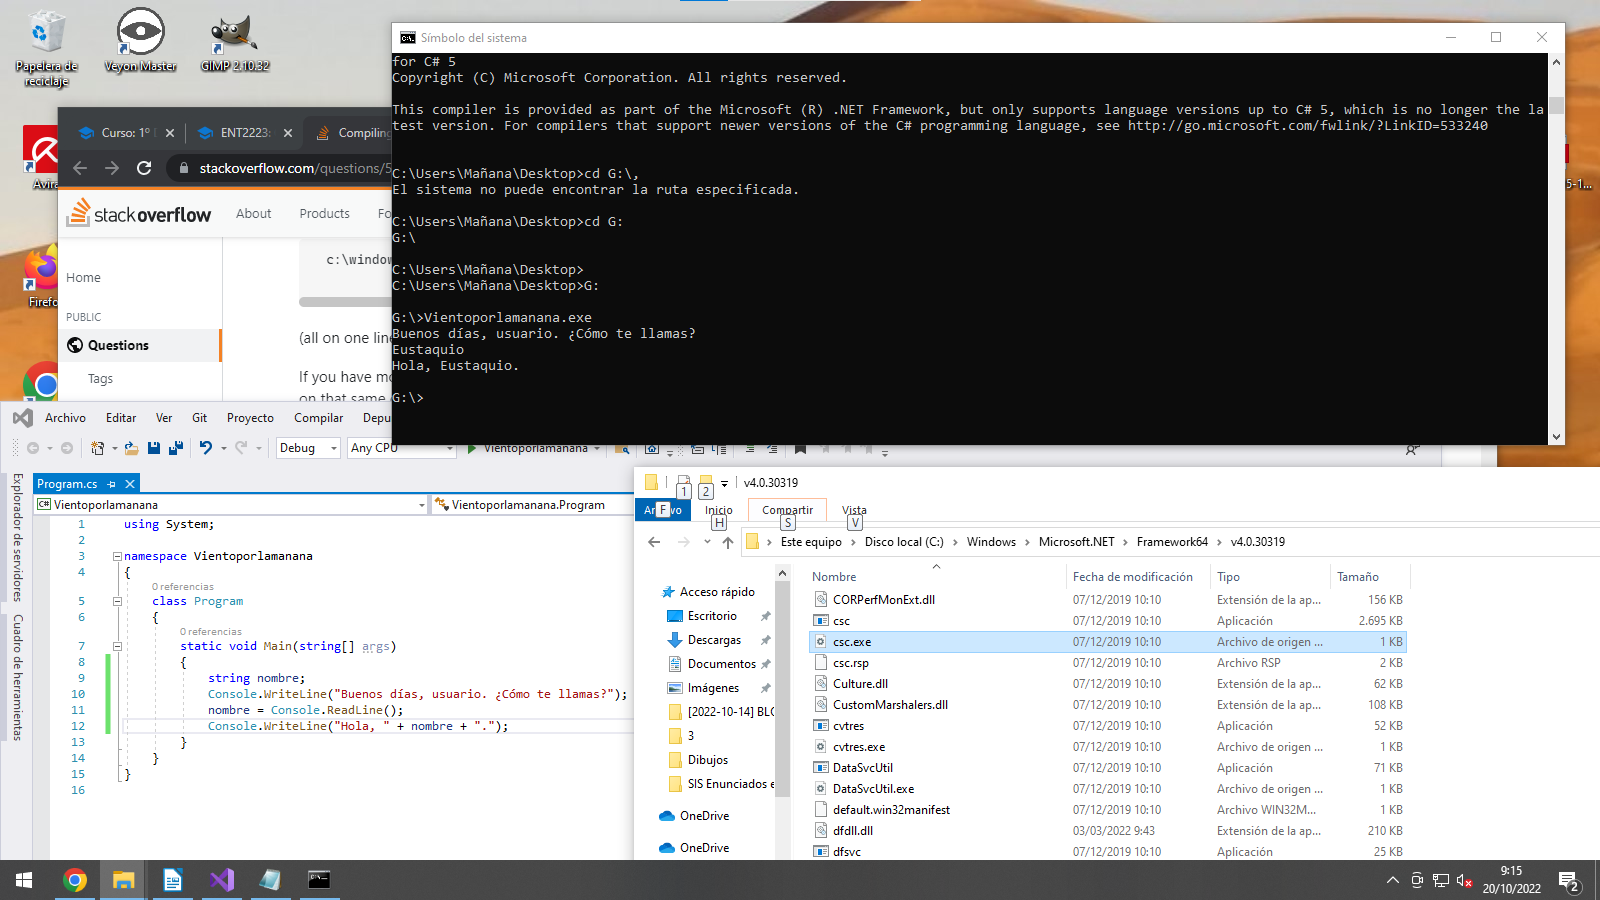 Papelera de
reciclaje
Veyon Master
GIMP 2.10.32
Avira
Firefo
5-1...
Curso: 1º D
ENT2223:
Compilinc
stackoverflow.com/questions/5
stackoverflow
About
Products
Fo
Home
PUBLIC
Questions
Tags
c:\window
(all on one line
If you have mo
on that same
Símbolo del sistema
for C# 5
Copyright (C) Microsoft Corporation. All rights reserved.
This compiler is provided as part of the Microsoft (R) .NET Framework, but only supports language versions up to C# 5, which is no longer the la
test version. For compilers that support newer versions of the C# programming language, see http://go.microsoft.com/fwlink/?LinkID=533240
C:\Users\Mañana\Desktop>cd G:\,
El sistema no puede encontrar la ruta especificada.
C:\Users\Mañana\Desktop>cd G:
G:\
C:\Users\Mañana\Desktop>
C:\Users\Mañana\Desktop>G:
G:\>Vientoporlamanana.exe
Buenos días, usuario. ¿Cómo te llamas?
Eustaquio
Hola, Eustaquio.
G:\>
Archivo Editar Ver Git Proyecto Compilar Depu
Debug Any CPU Vientoporlamanana
Explorador de servidores
Cuadro de herramientas
Program.cs
Vientoporlamanana
Vientoporlamanana.Program
1 using System;
2
3 namespace Vientoporlamanana
4 {
0 referencias
5 class Program
6 {
0 referencias
7 static void Main(string[] args)
8 {
9 string nombre;
10 Console.WriteLine("Buenos días, usuario. ¿Cómo te llamas?");
11 nombre = Console.ReadLine();
12 Console.WriteLine("Hola, " + nombre + ".");
13 }
14 }
15 }
16
1 2 v4.0.30319
F
Inicio Compartir Vista
H S V
Este equipo > Disco local (C:) > Windows > Microsoft.NET > Framework64 > v4.0.30319
Acceso rápido
Escritorio
Descargas
Documentos
Imágenes
[2022-10-14] BLO
3
Dibujos
SIS Enunciados e
OneDrive
OneDrive
Nombre Fecha de modificación Tipo Tamaño
CORPerfMonExt.dll 07/12/2019 10:10 Extensión de la ap... 156 KB
csc 07/12/2019 10:10 Aplicación 2.695 KB
csc.exe 07/12/2019 10:10 Archivo de origen ... 1 KB
csc.rsp 07/12/2019 10:10 Archivo RSP 2 KB
Culture.dll 07/12/2019 10:10 Extensión de la ap... 62 KB
CustomMarshalers.dll 07/12/2019 10:10 Extensión de la ap... 108 KB
cvtres 07/12/2019 10:10 Aplicación 52 KB
cvtres.exe 07/12/2019 10:10 Archivo de origen ... 1 KB
DataSvcUtil 07/12/2019 10:10 Aplicación 71 KB
DataSvcUtil.exe 07/12/2019 10:10 Archivo de origen ... 1 KB
default.win32manifest 07/12/2019 10:10 Archivo WIN32M... 1 KB
dfdll.dll 03/03/2022 9:43 Extensión de la ap... 210 KB
dfsvc 07/12/2019 10:10 Aplicación 25 KB
9:15
20/10/2022
2